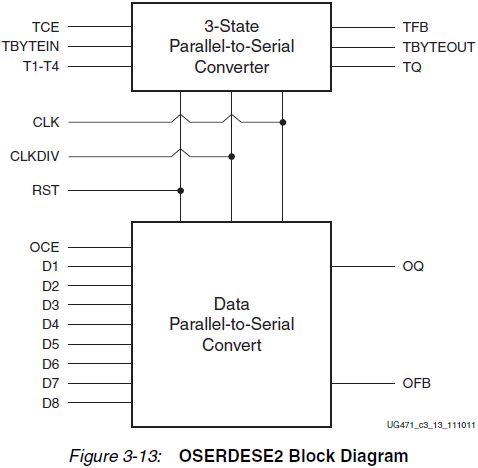 TCE
TBYTEIN
T1-T4
3-State
Parallel-to-Serial
Converter
TFB
TBYTEOUT
TQ
CLK
CLKDIV
RST
OCE
D1
D2
D3
D4
D5
D6
D7
D8
Data
Parallel-to-Serial
Convert
OQ
OFB
UG471_c3_13_111011
Figure 3-13: OSERDESE2 Block Diagram